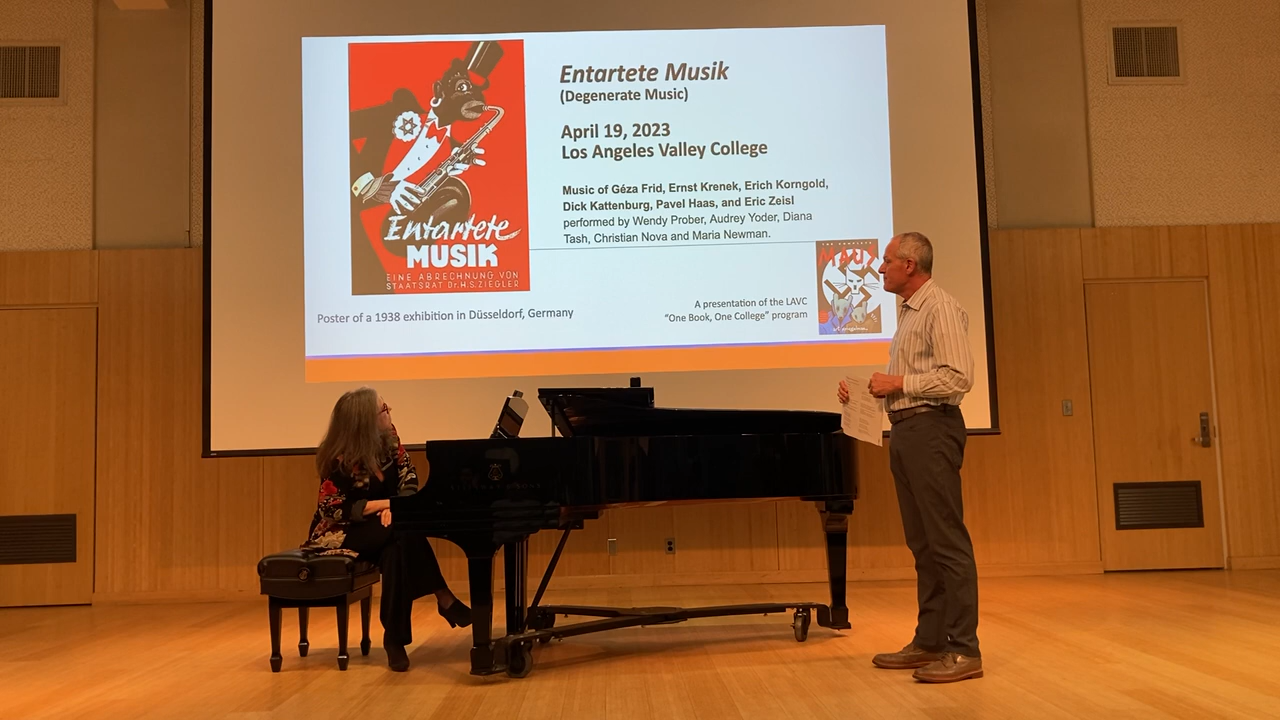 Entartete Musik
(Degenerate Music)
April 19, 2023
Los Angeles Valley College
Music of Géza Frid, Ernst Krenek, Erich Korngold,
Dick Kattenburg, Pavel Haas, and Eric Zeisl
performed by Wendy Prober, Audrey Yoder, Diana
Tash, Christian Nova and Maria Newman.
Entartete
MUSIK
EINE ABRECHNUNG VON
STAATSRAT Dr. H.S. ZIEGLER
Poster of a 1938 exhibition in Düsseldorf, Germany
A presentation of the LAVC
“One Book, One College” program
THE COMPLETE
MAUS